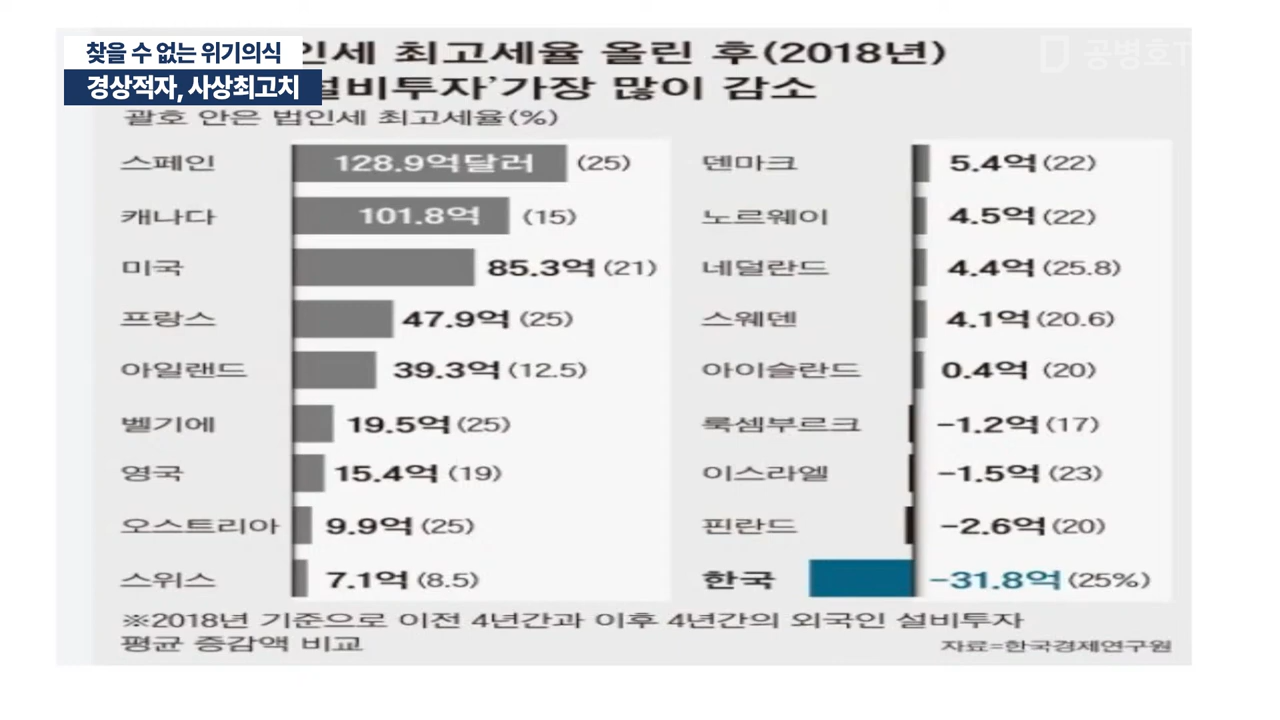 찾을 수 없는 위기의식
경상적자, 사상최고치
인세 최고세율 올린 후(2018년)
설비투자'가장 많이 감소
괄호 안은 법인세 최고세율(%)
스페인 128.9억달러 (25)
캐나다 101.8억 (15)
미국 85.3억 (21)
프랑스 47.9억 (25)
아일랜드 39.3억 (12.5)
벨기에 19.5억 (25)
영국 15.4억 (19)
오스트리아 9.9억 (25)
스위스 7.1억 (8.5)
덴마크 5.4억 (22)
노르웨이 4.5억 (22)
네덜란드 4.4억 (25.8)
스웨덴 4.1억 (20.6)
아이슬란드 0.4억 (20)
룩셈부르크 -1.2억 (17)
이스라엘 -1.5억 (23)
핀란드 -2.6억 (20)
한국 -31.8억 (25%)
※2018년 기준으로 이전 4년간과 이후 4년간의 외국인 설비투자
평균 증감액 비교
자료=한국경제연구원
공병호T